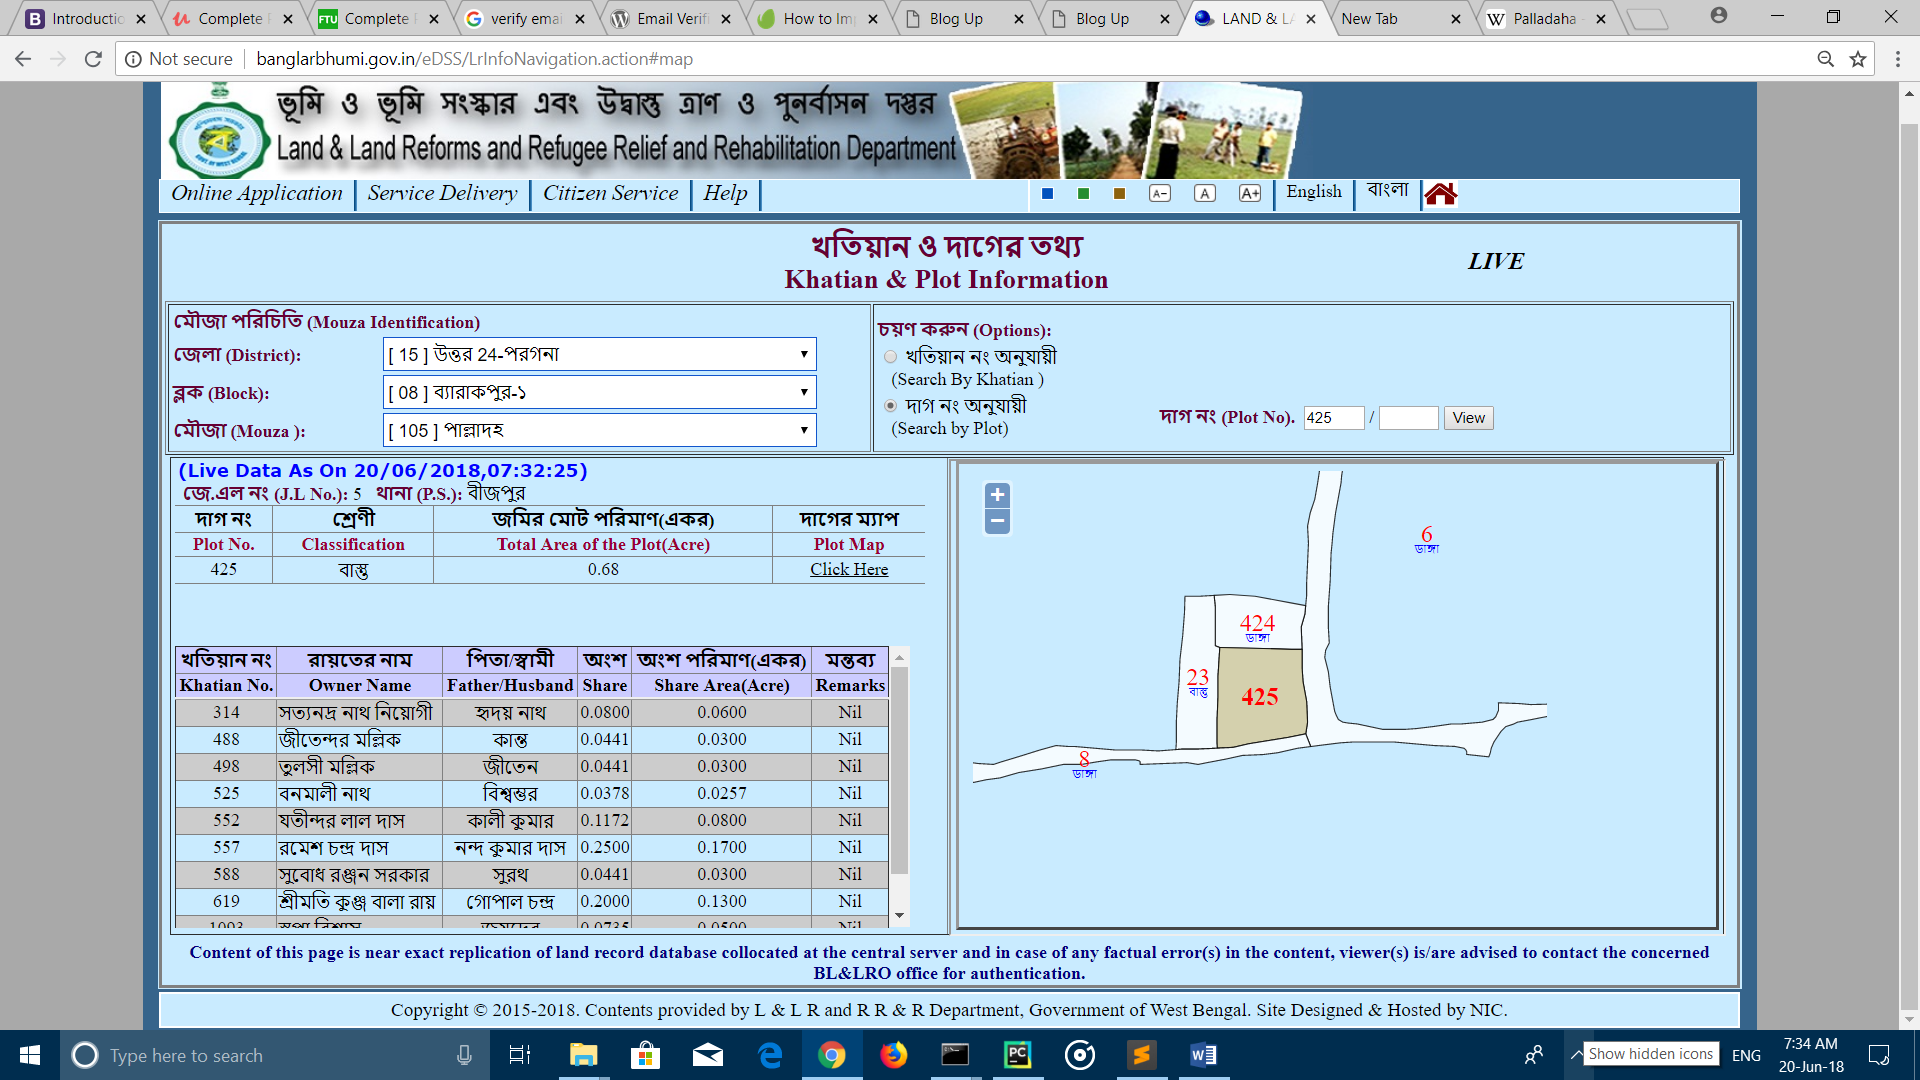 Introductio
Complete
FTU Complete
verify emai
Email Verifi
How to Im
Blog Up
Blog Up
LAND & LA
New Tab
Palladaha -
Not secure | banglarbhumi.gov.in/eDSS/LrInfoNavigation.action#map
ভূমি ও ভূমি সংস্কার এবং উদ্বাস্তু ত্রাণ ও পুনর্বাসন দপ্তর
Land & Land Reforms and Refugee Relief and Rehabilitation Department
Online Application Service Delivery Citizen Service Help A- A A+ English বাংলা
খতিয়ান ও দাগের তথ্য
Khatian & Plot Information
LIVE
মৌজা পরিচিতি (Mouza Identification)
জেলা (District): [ 15 ] উত্তর 24-পরগনা
ব্লক (Block): [ 08 ] ব্যারাকপুর-১
মৌজা (Mouza ): [ 105 ] পাল্লাদহ
চয়ণ করুন (Options):
খতিয়ান নং অনুযায়ী
(Search By Khatian )
দাগ নং অনুযায়ী
(Search by Plot)
দাগ নং (Plot No). 425 / View
(Live Data As On 20/06/2018,07:32:25)
জে.এল নং (J.L No.): 5 থানা (P.S.): বীজপুর
দাগ নং শ্রেণী জমির মোট পরিমাণ(একর) দাগের ম্যাপ
Plot No. Classification Total Area of the Plot(Acre) Plot Map
425 বাস্তু 0.68 Click Here
খতিয়ান নং রায়তের নাম পিতা/স্বামী অংশ অংশ পরিমাণ(একর) মন্তব্য
Khatian No. Owner Name Father/Husband Share Share Area(Acre) Remarks
314 সত্যনদ্র নাথ নিয়োগী হৃদয় নাথ 0.0800 0.0600 Nil
488 জীতেন্দর মল্লিক কান্ত 0.0441 0.0300 Nil
498 তুলসী মল্লিক জীতেন 0.0441 0.0300 Nil
525 বনমালী নাথ বিশ্বম্ভর 0.0378 0.0257 Nil
552 যতীন্দর লাল দাস কালী কুমার 0.1172 0.0800 Nil
557 রমেশ চন্দ্র দাস নন্দ কুমার দাস 0.2500 0.1700 Nil
588 সুবোধ রঞ্জন সরকার সুরথ 0.0441 0.0300 Nil
619 শ্রীমতি কুঞ্জ বালা রায় গোপাল চন্দ্র 0.2000 0.1300 Nil
+
−
6
ডাঙ্গা
424
ডাঙ্গা
23
বাস্তু
425
8
ডাঙ্গা
Content of this page is near exact replication of land record database collocated at the central server and in case of any factual error(s) in the content, viewer(s) is/are advised to contact the concerned
BL&LRO office for authentication.
Copyright © 2015-2018. Contents provided by L & L R and R R & R Department, Government of West Bengal. Site Designed & Hosted by NIC.
Type here to search
Show hidden icons
ENG
7:34 AM
20-Jun-18